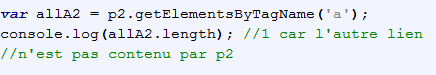 var allA2 = p2.getElementsByTagName('a');
console.log(allA2.length); //1 car l'autre lien
//n'est pas contenu par p2